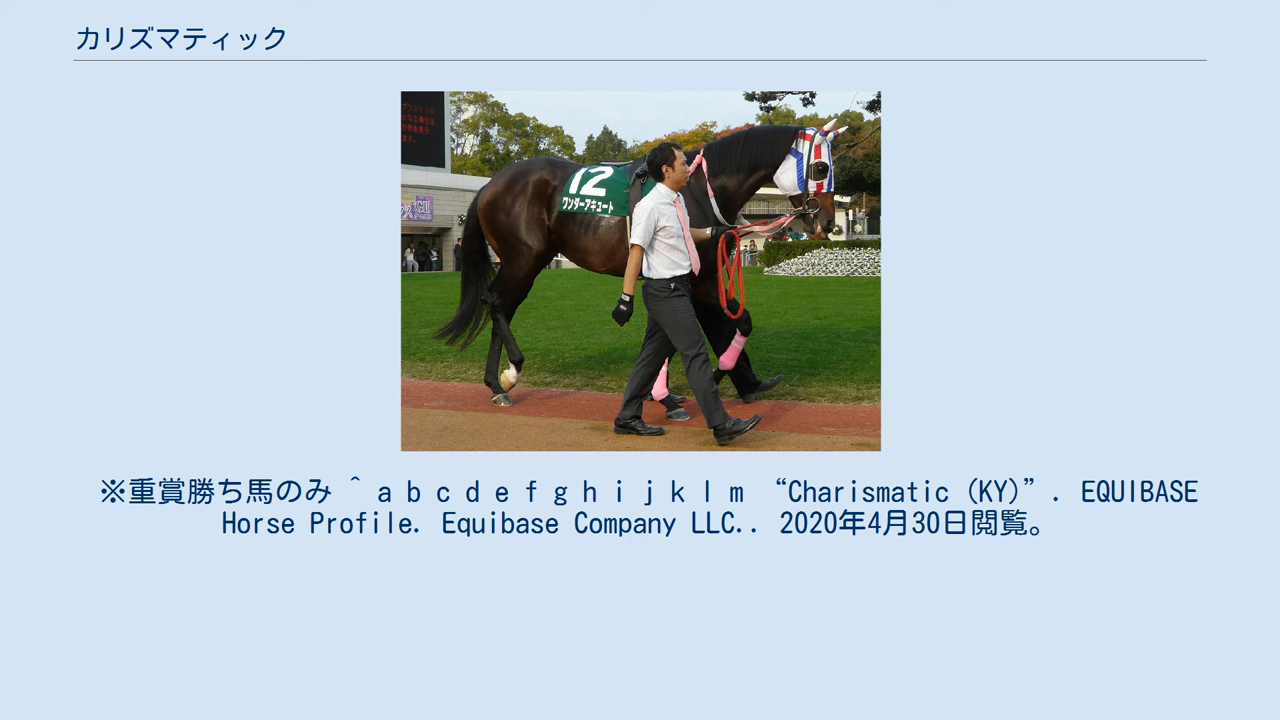 カリズマティック
12
ワンダーアキュート
※重賞勝ち馬のみ ^ a b c d e f g h i j k l m “Charismatic (KY)”. EQUIBASE
Horse Profile. Equibase Company LLC.. 2020年4月30日閲覧。